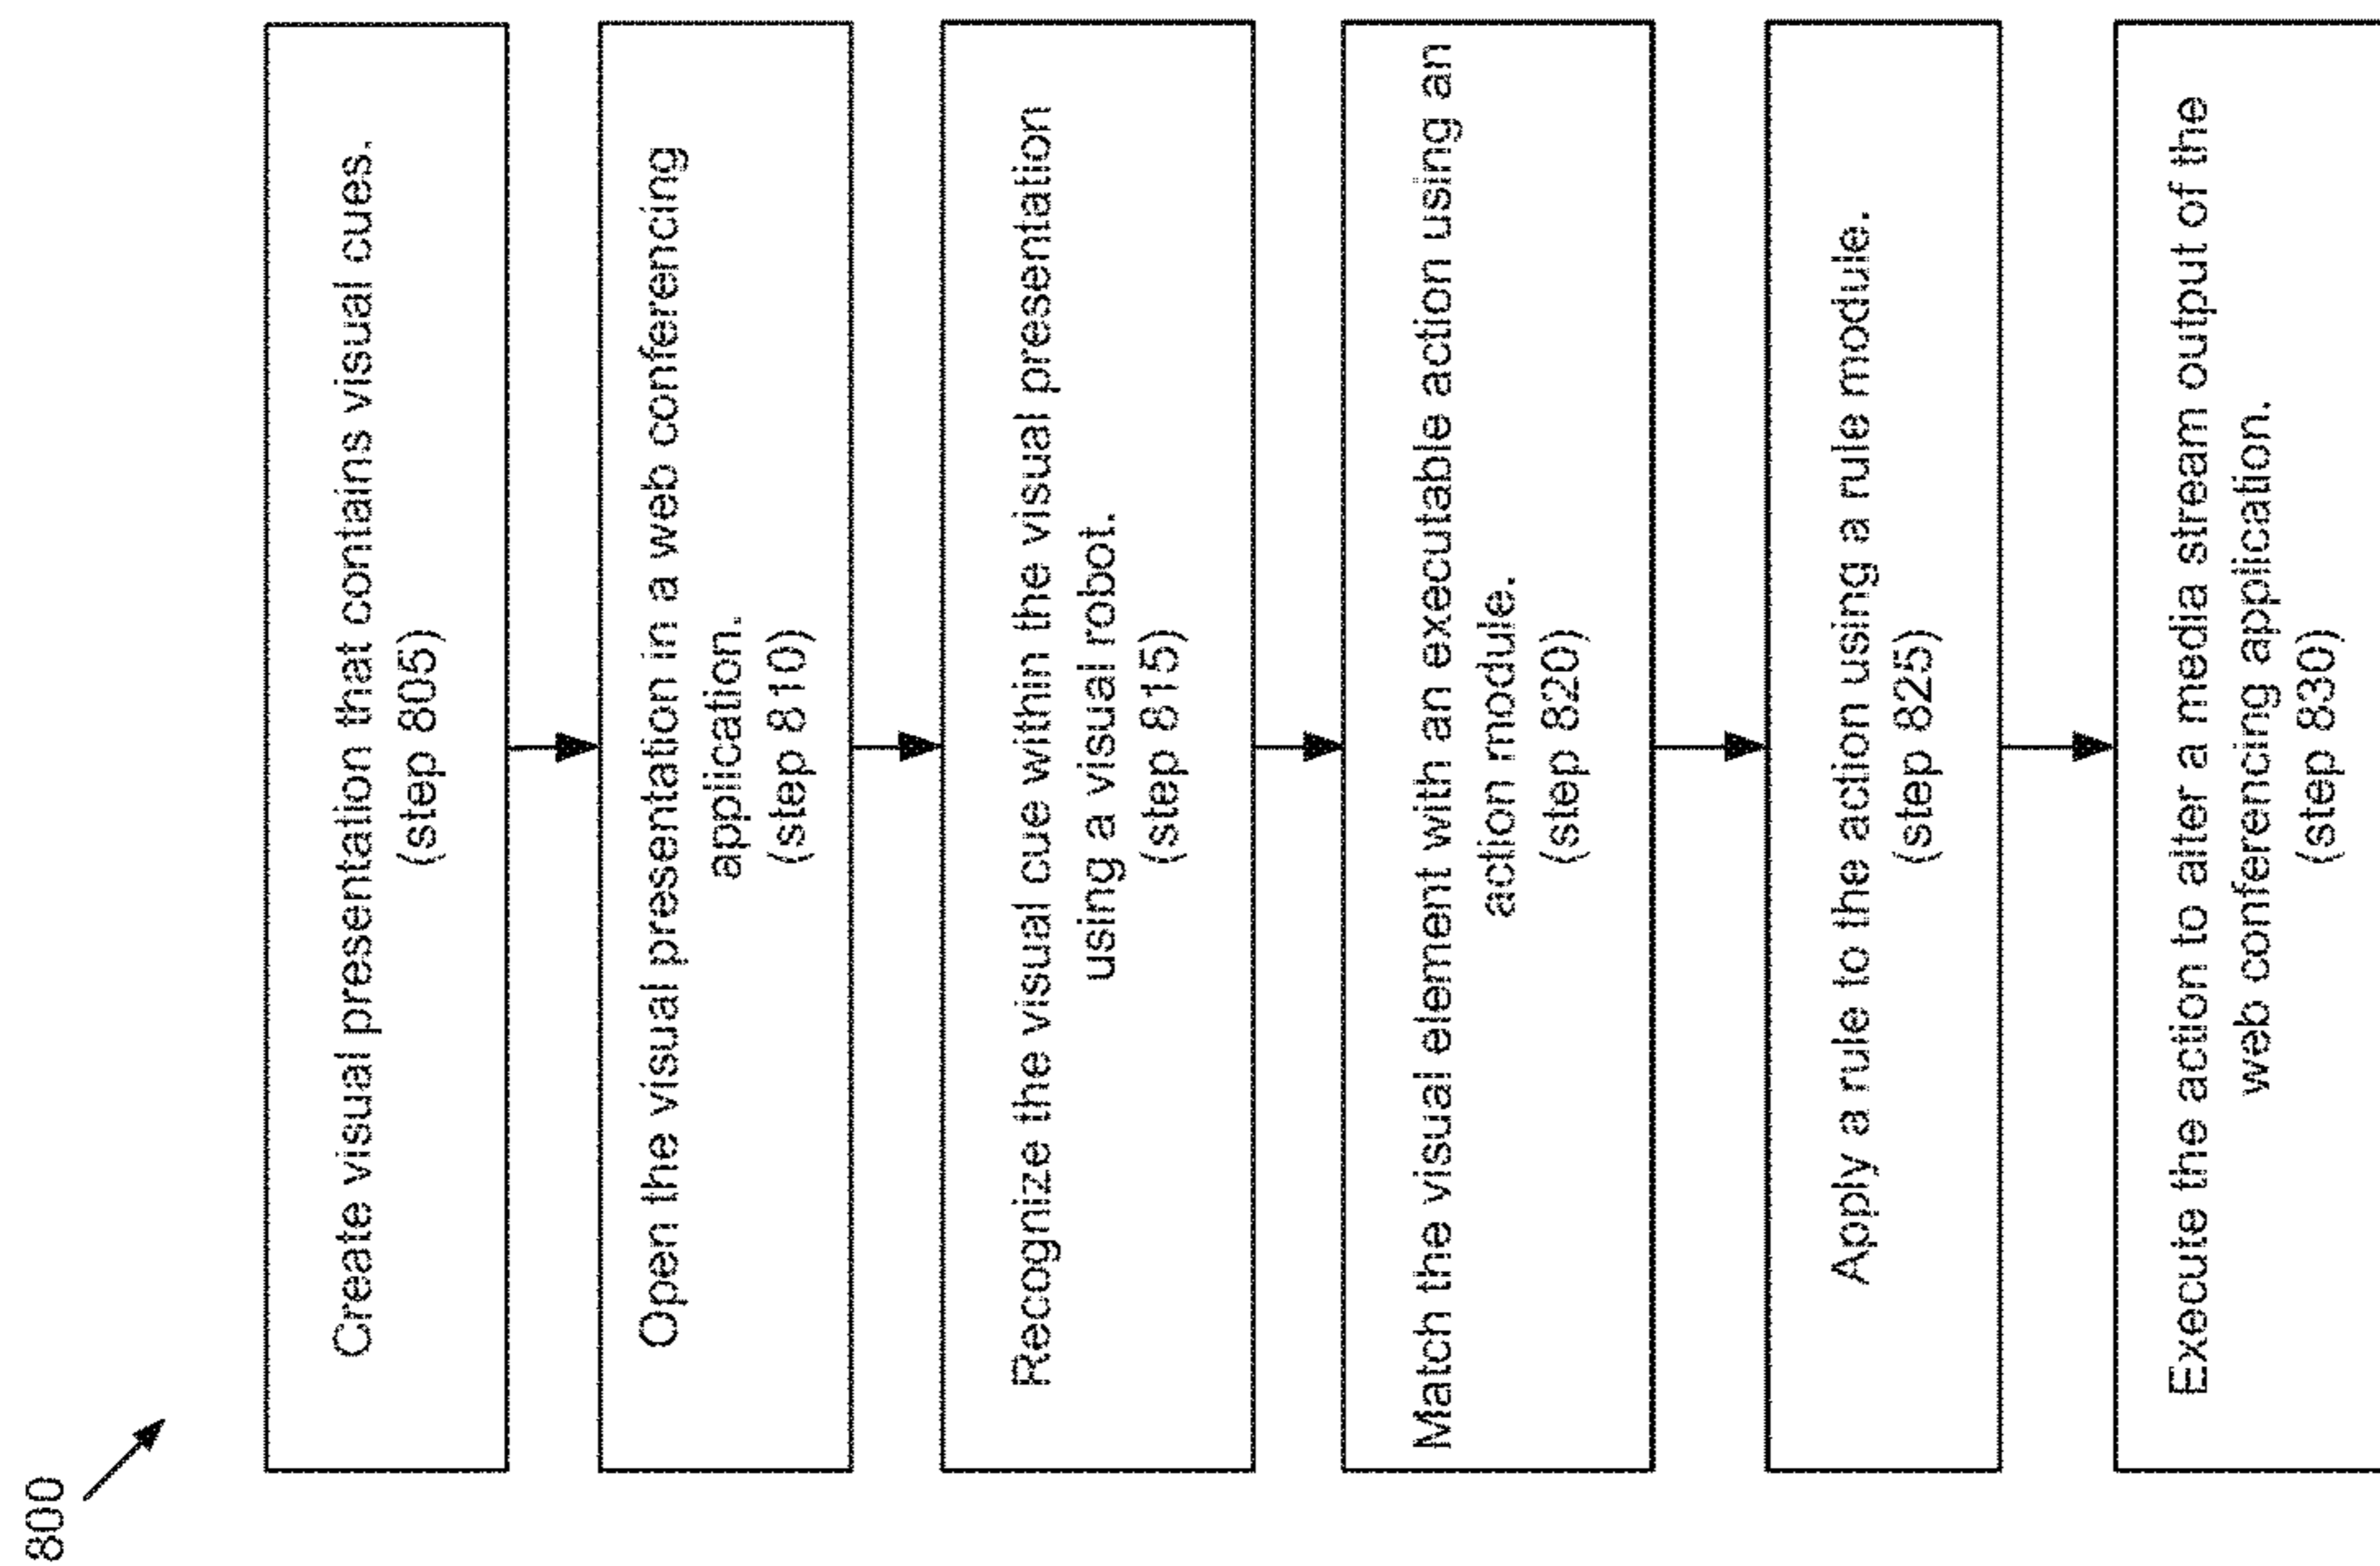 800
Create visual presentation that contains visual cues.
(step 805)
Open the visual presentation in a web conferencing
application.
(step 810)
Recognize the visual cue within the visual presentation
using a visual robot.
(step 815)
Match the visual element with an executable action using an
action module.
(step 820)
Apply a rule to the action using a rule module.
(step 825)
Execute the action to alter a media stream output of the
web conferencing application.
(step 830)